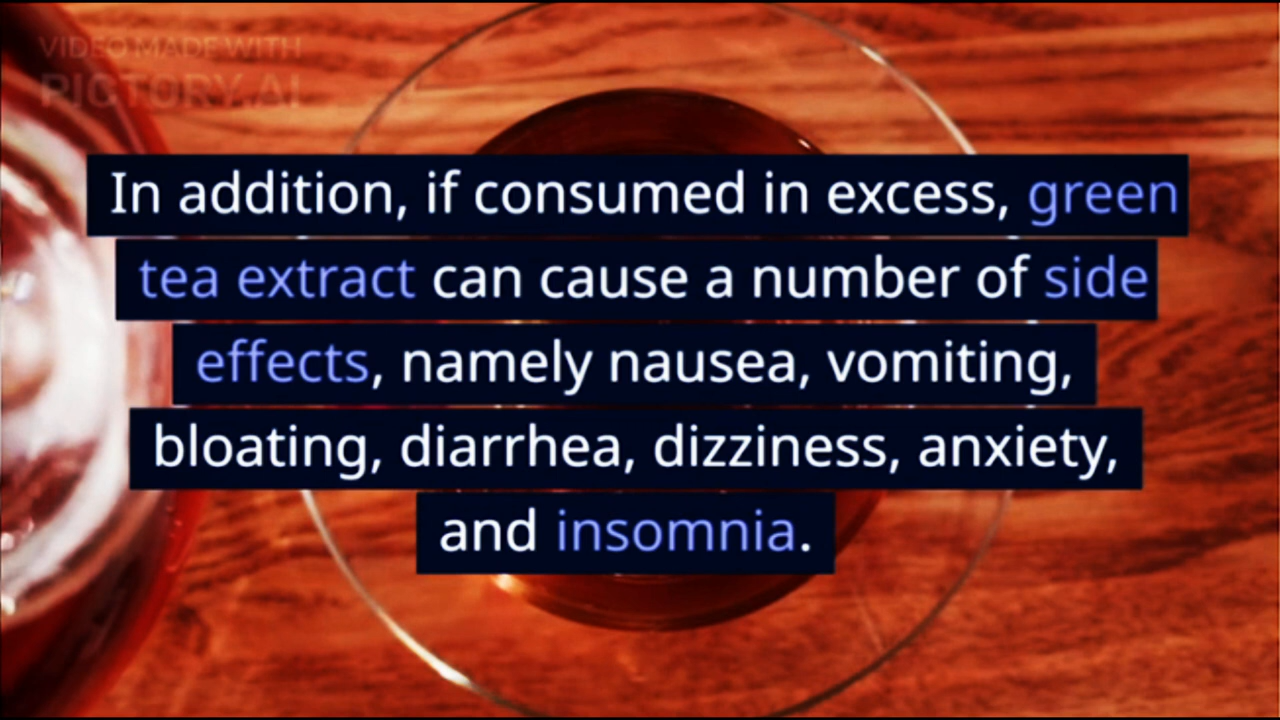 VIDEO MADE WITH
PICTORY.AI
In addition, if consumed in excess, green
tea extract can cause a number of side
effects, namely nausea, vomiting,
bloating, diarrhea, dizziness, anxiety,
and insomnia.